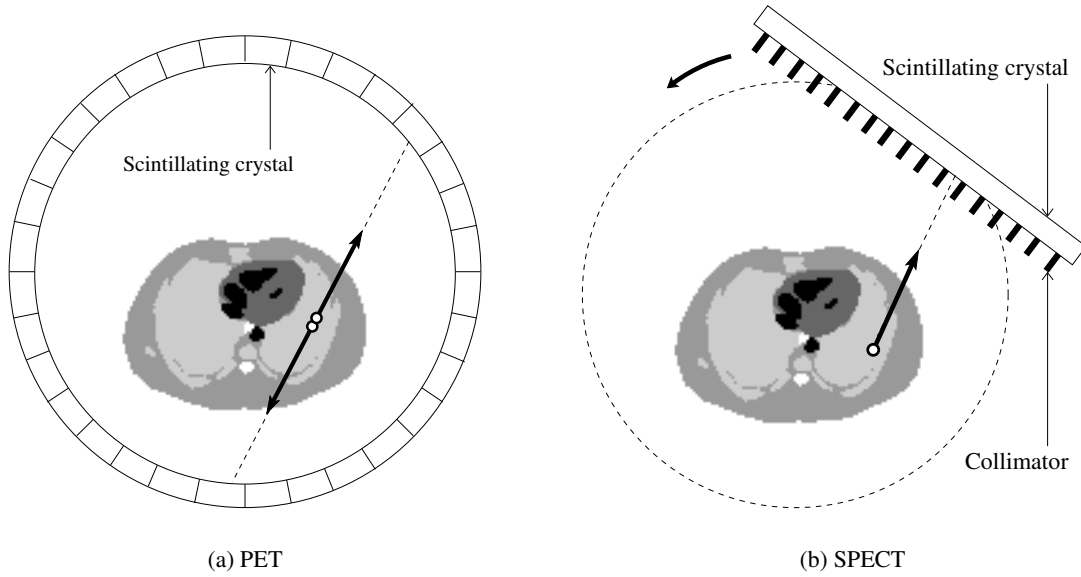 Scintillating crystal
(a) PET
Scintillating crystal
Collimator
(b) SPECT